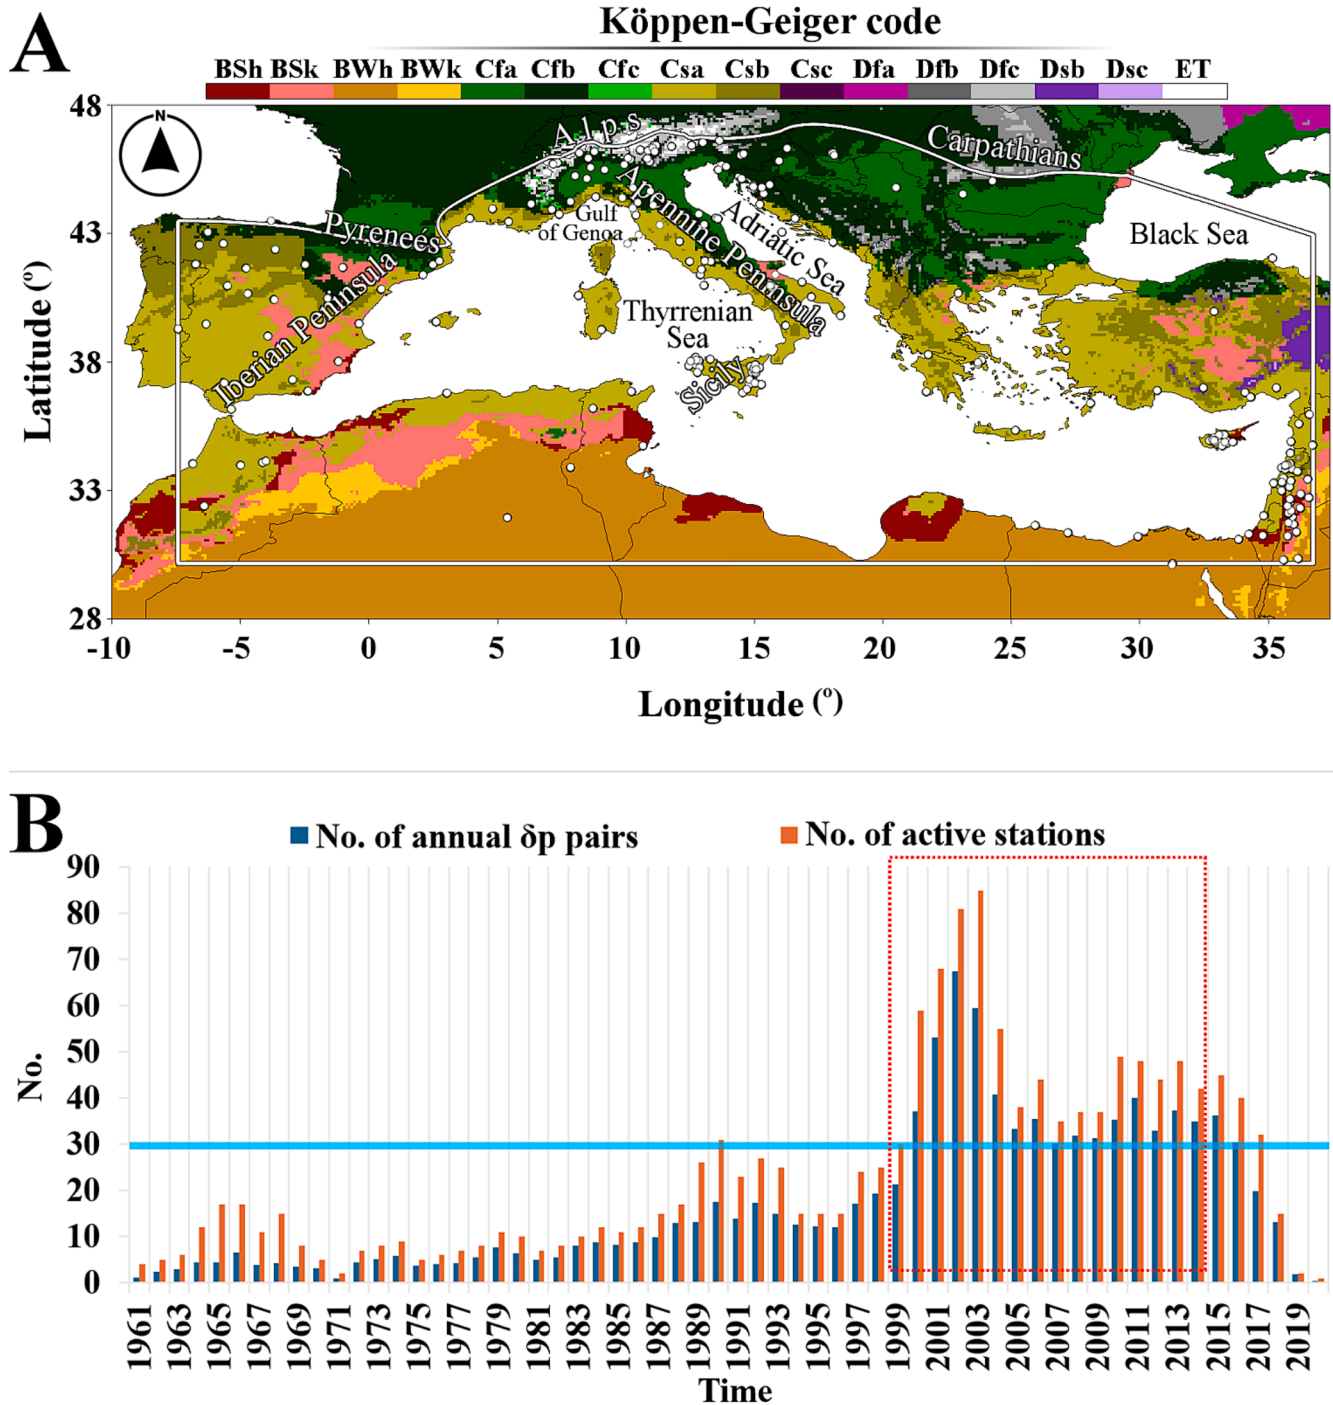 A
Köppen-Geiger code
BSh BSk BWh BWk Cfa Cfb Cfc Csa Csb Csc Dfa Dfb Dfc Dsb Dsc ET
N
48
43
38
33
28
Latitude (º)
Alps
Carpathians
Pyreneés
Gulf
of Genoa
Apennine Peninsula
Adriatic Sea
Black Sea
Iberian Peninsula
Thyrrenian
Sea
Sicily
-10 -5 0 5 10 15 20 25 30 35
Longitude (º)
B
No. of annual δp pairs
No. of active stations
90
80
70
60
50
40
30
20
10
0
No.
1961 1963 1965 1967 1969 1971 1973 1975 1977 1979 1981 1983 1985 1987 1989 1991 1993 1995 1997 1999 2001 2003 2005 2007 2009 2011 2013 2015 2017 2019
Time